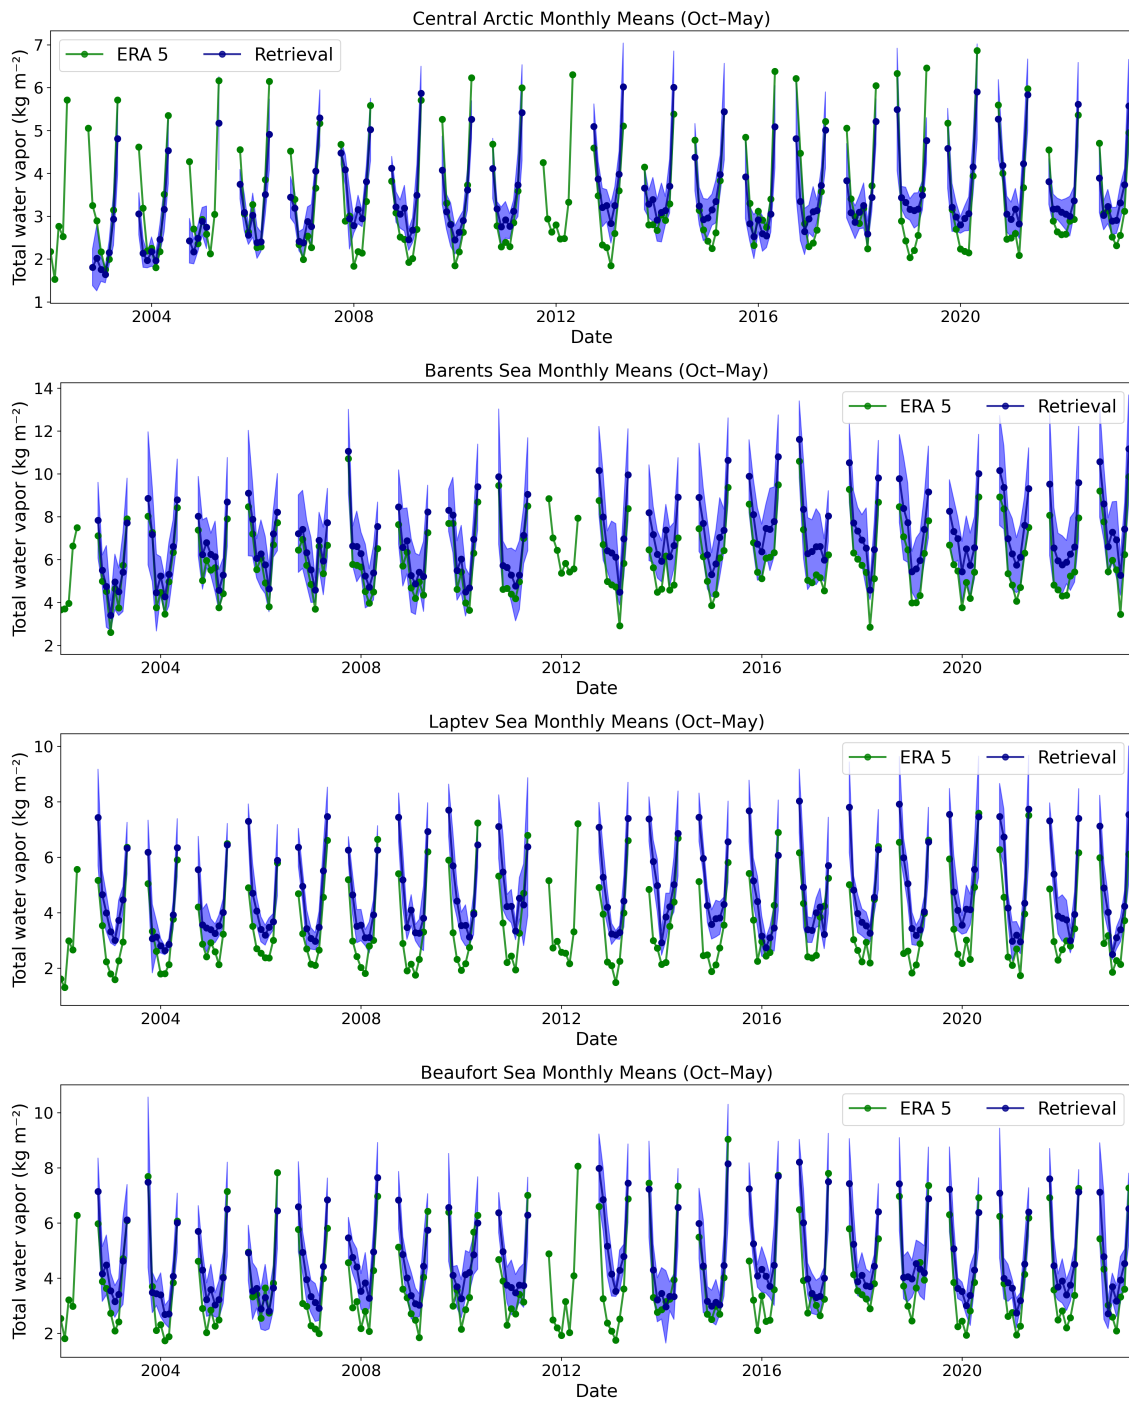 Central Arctic Monthly Means (Oct–May)
ERA 5
Retrieval
Total water vapor (kg m⁻²)
7
6
5
4
3
2
1
2004
2008
2012
2016
2020
Date
Barents Sea Monthly Means (Oct–May)
ERA 5
Retrieval
Total water vapor (kg m⁻²)
14
12
10
8
6
4
2
2004
2008
2012
2016
2020
Date
Laptev Sea Monthly Means (Oct–May)
ERA 5
Retrieval
Total water vapor (kg m⁻²)
10
8
6
4
2
2004
2008
2012
2016
2020
Date
Beaufort Sea Monthly Means (Oct–May)
ERA 5
Retrieval
Total water vapor (kg m⁻²)
10
8
6
4
2
2004
2008
2012
2016
2020
Date